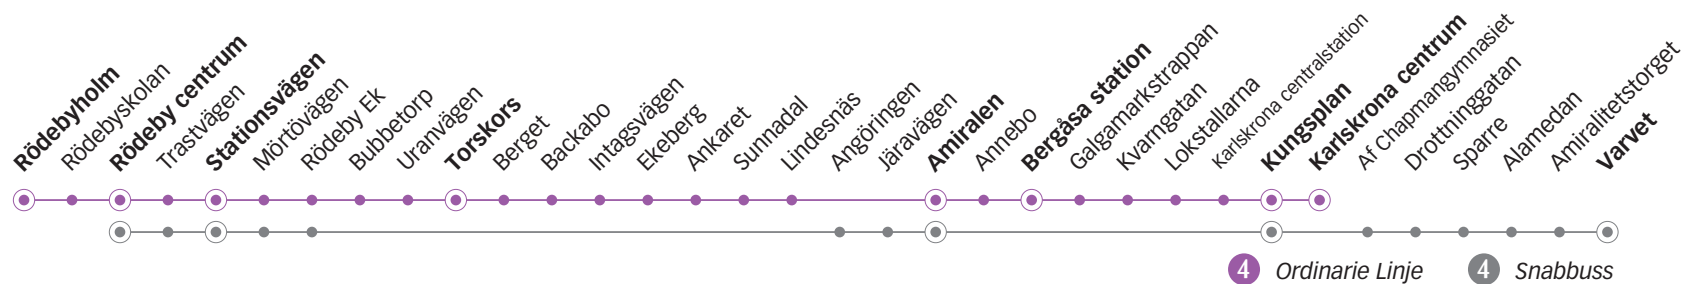 Rödebyholm
Rödebyskolan
Rödeby centrum
Trastvägen
Stationsvägen
Mörtövägen
Rödeby Ek
Bubbetorp
Uranvägen
Torskors
Berget
Backabo
Intagsvägen
Ekeberg
Ankaret
Sunnadal
Lindesnäs
Angöringen
Järavägen
Amiralen
Annebo
Bergåsa station
Galgamarkstrappan
Kvarngatan
Lokstallarna
Karlskrona centralstation
Kungsplan
Karlskrona centrum
Af Chapmangymnasiet
Drottninggatan
Sparre
Alamedan
Amiralitetstorget
Varvet
4 Ordinarie Linje
4 Snabbuss